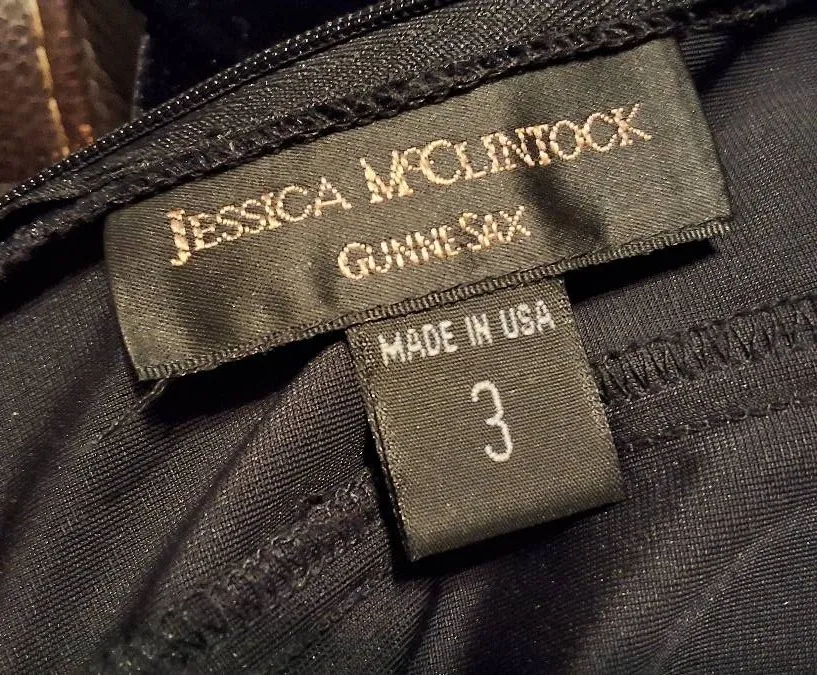 JESSICA MCCLINTOCK
GUNNE SAX
MADE IN USA
3